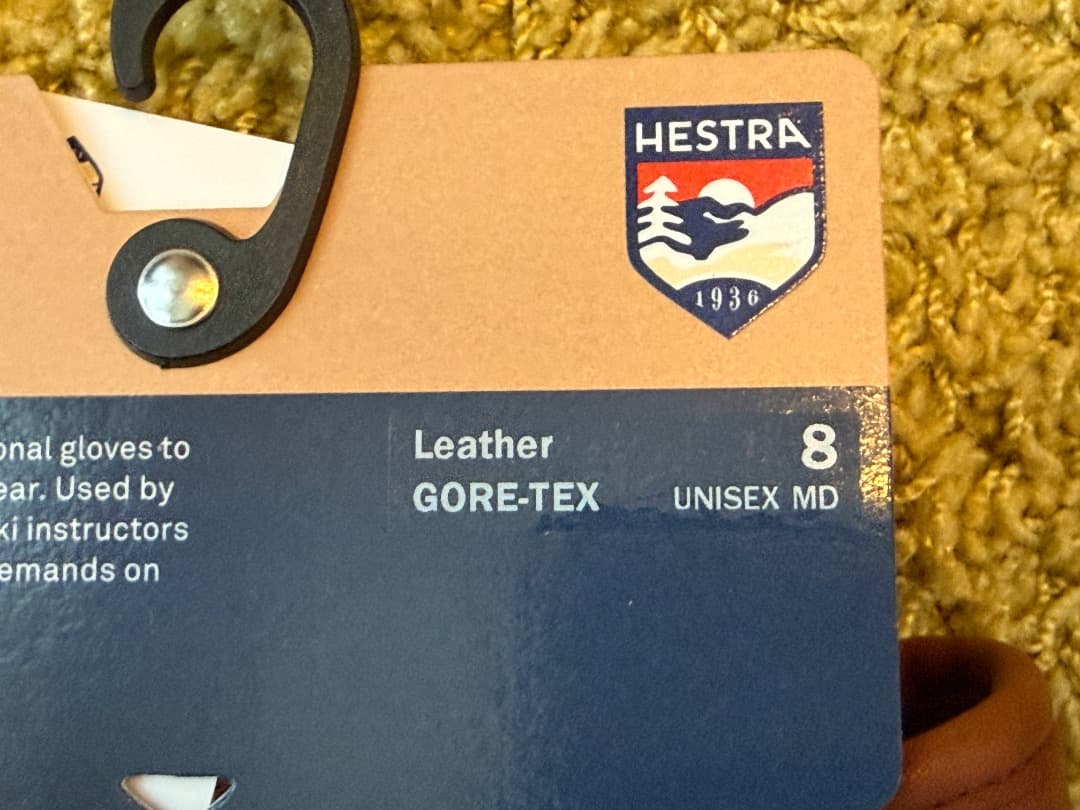 HESTRA
1936
onal gloves to
ear. Used by
ki instructors
emands on
Leather
GORE-TEX
8
UNISEX MD